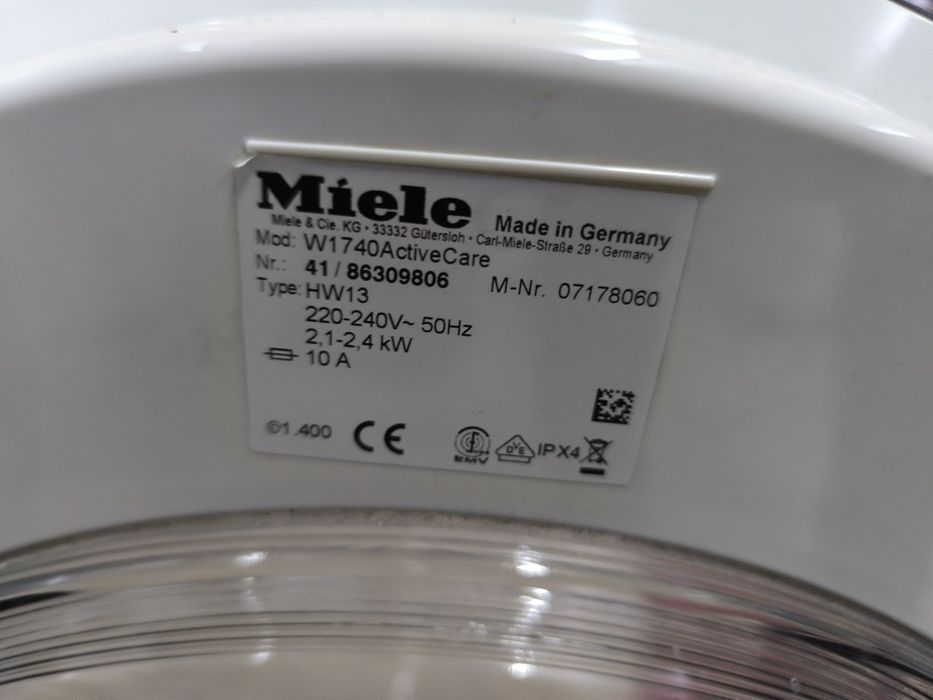 Miele Made in Germany
Miele & Cie. KG • 33332 Gütersloh • Carl-Miele-Straße 29 • Germany
Mod: W1740ActiveCare
Nr.: 41 / 86309806 M-Nr. 07178060
Type: HW13
220-240V~ 50Hz
2,1-2,4 kW
10 A
©1.400 CE EMV DVE IPX4